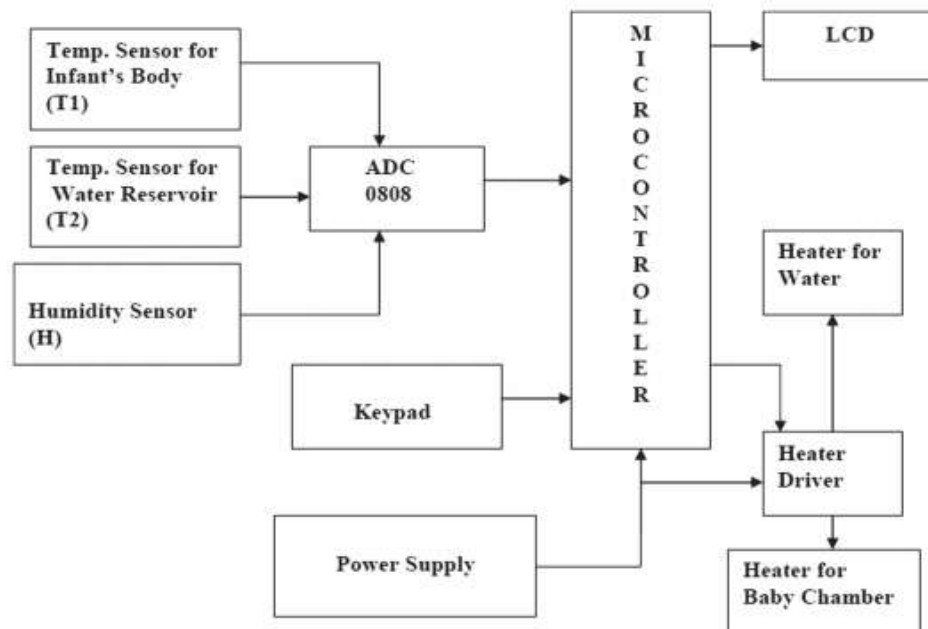 Temp. Sensor for
Infant's Body
(T1)
Temp. Sensor for
Water Reservoir
(T2)
Humidity Sensor
(H)
ADC
0808
Keypad
Power Supply
MICROCONTROLLER
LCD
Heater for
Water
Heater
Driver
Heater for
Baby Chamber